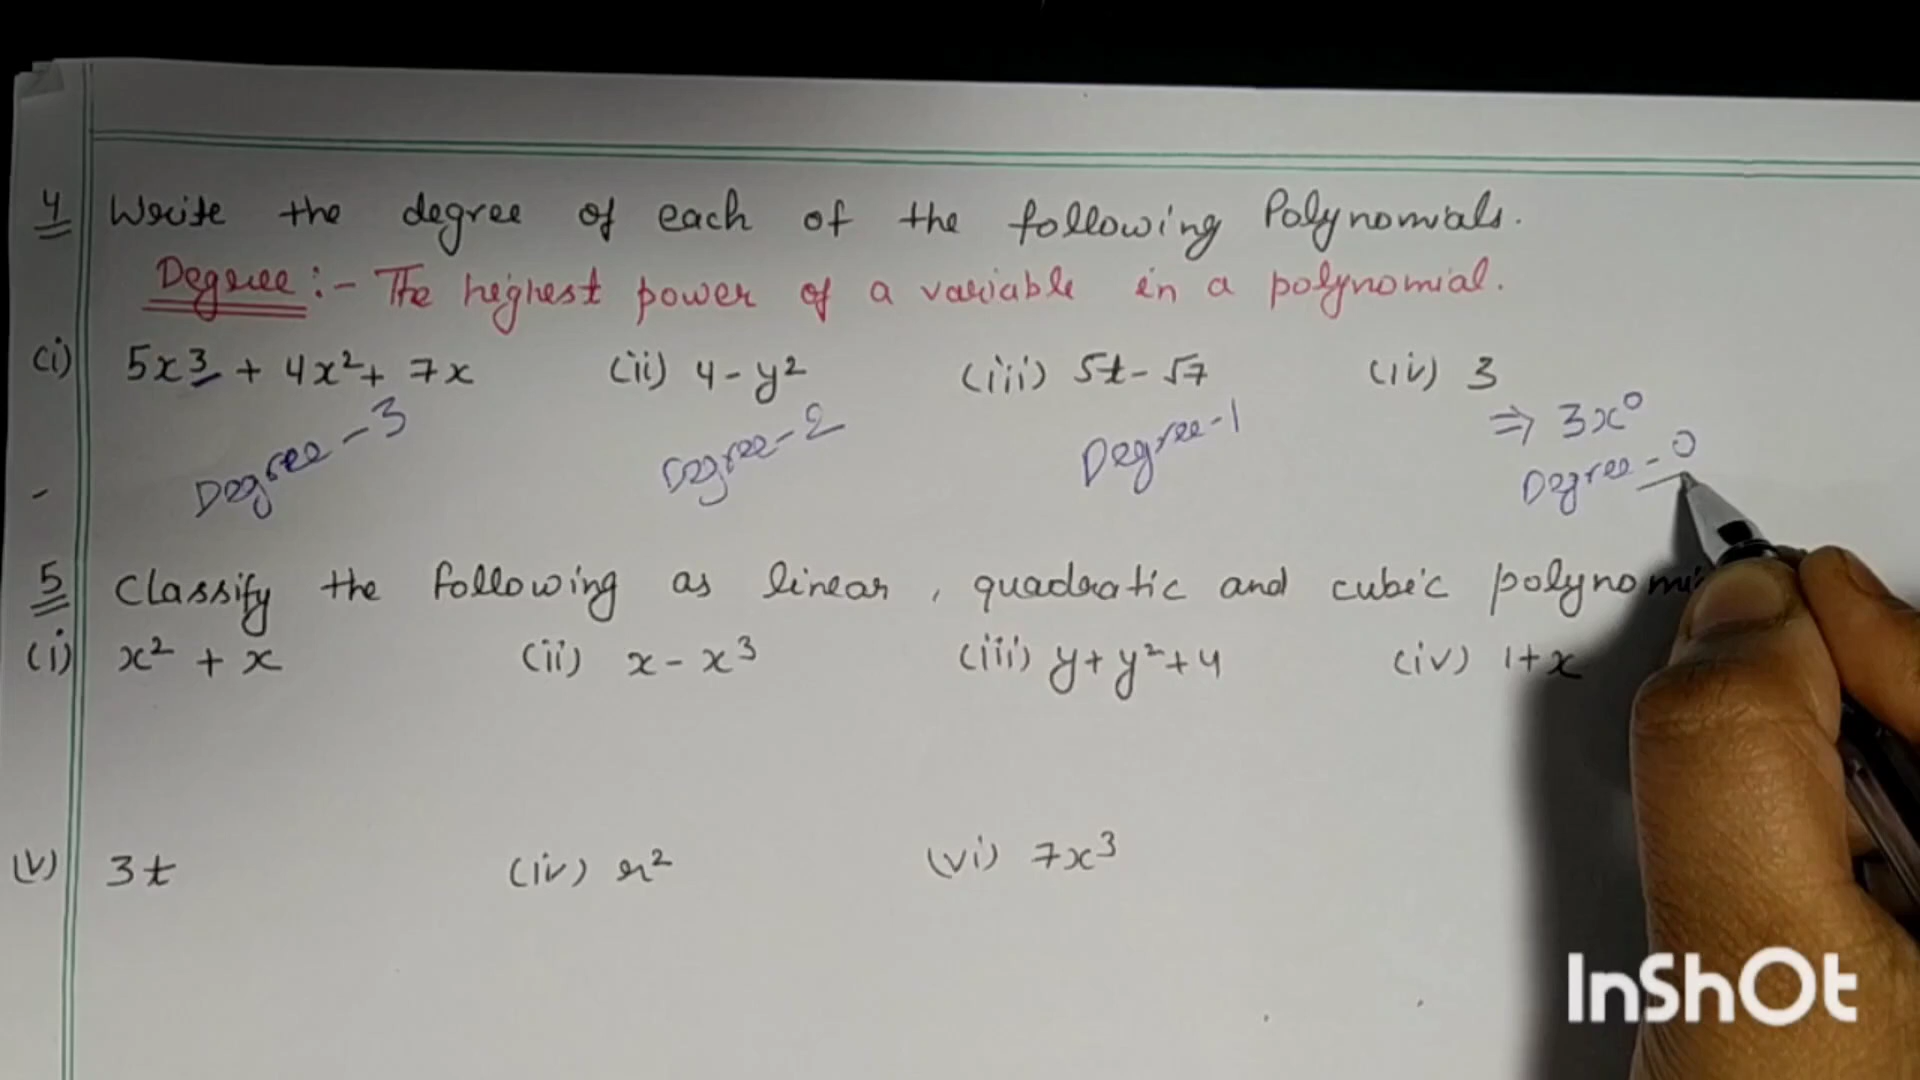 4 Write the degree of each of the following Polynomials.
Degree :- The highest power of a variable in a polynomial.
(i) 5x3 + 4x² + 7x (ii) 4 - y² (iii) 5t - √7 (iv) 3
⇒ 3x⁰
Degree - 3 Degree - 2 Degree - 1 Degree - 0
5 Classify the following as linear, quadratic and cubic
(i) x² + x (ii) x - x³ (iii) y + y² + 4 (iv) 1 + x
(v) 3t (iv) r² (vi) 7x³
InShOt